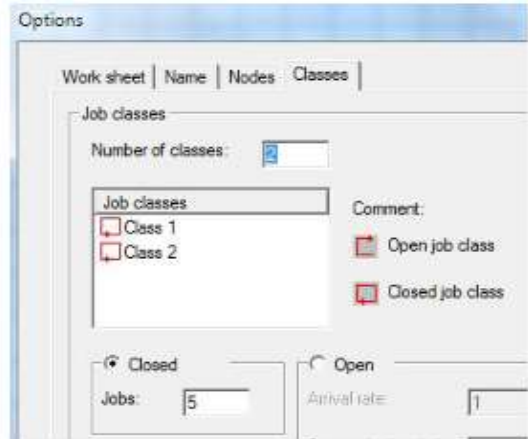 Options
Work sheet Name Nodes Classes
Job classes
Number of classes: 2
Job classes
Class 1
Class 2
Comment:
Open job class
Closed job class
Closed
Jobs: 5
Open
Arrival rate: 1